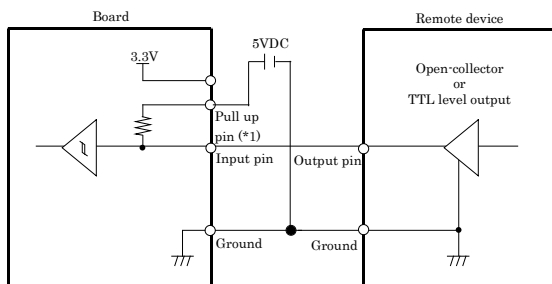 Board
Remote device
5VDC
3.3V
Open-collector
or
TTL level output
Pull up
pin (*1)
Input pin
Output pin
Ground
Ground